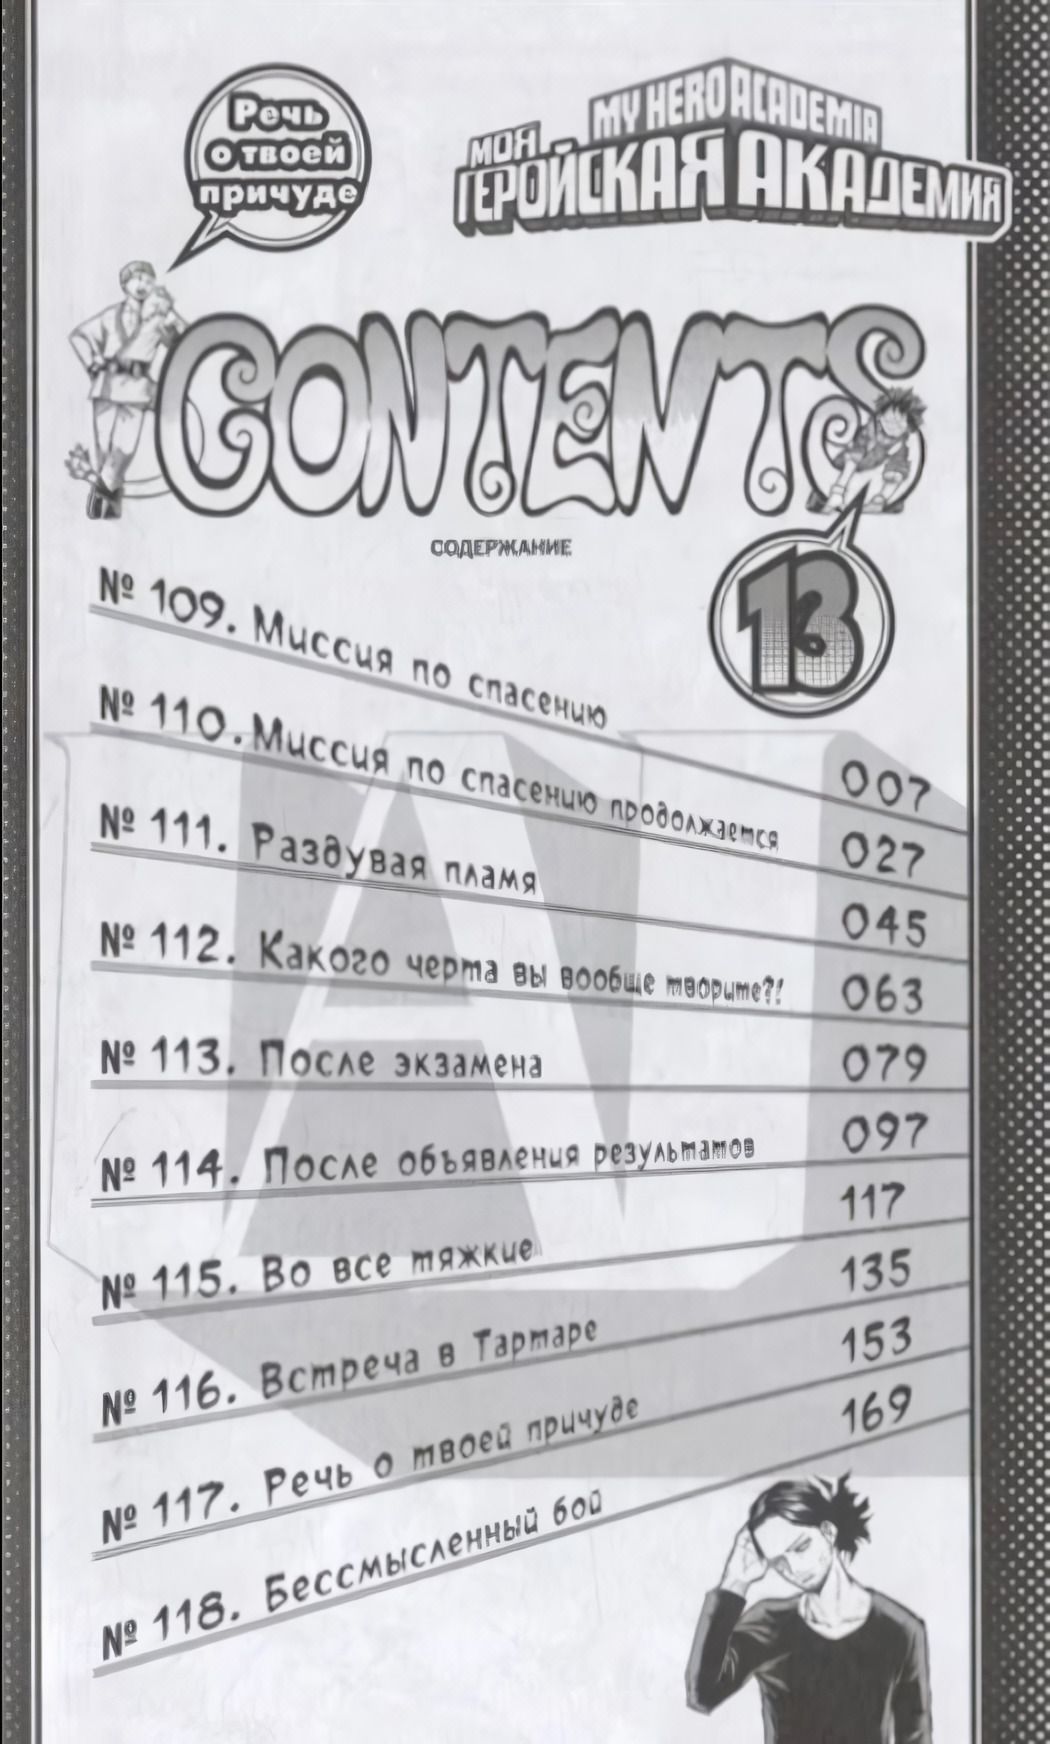 Речь
о твоей
причуде
MY HERO ACADEMIA
МОЯ
ГЕРОЙСКАЯ АКАДЕМИЯ
CONTENTS
СОДЕРЖАНИЕ
13
№ 109. Миссия по спасению 007
№ 110. Миссия по спасению продолжается 027
№ 111. Раздувая пламя 045
№ 112. Какого черта вы вообще творите?! 063
№ 113. После экзамена 079
№ 114. После объявления результатов 097
№ 115. Во все тяжкие 117
№ 116. Встреча в Тартаре 135
№ 117. Речь о твоей причуде 153
№ 118. Бессмысленный бой 169